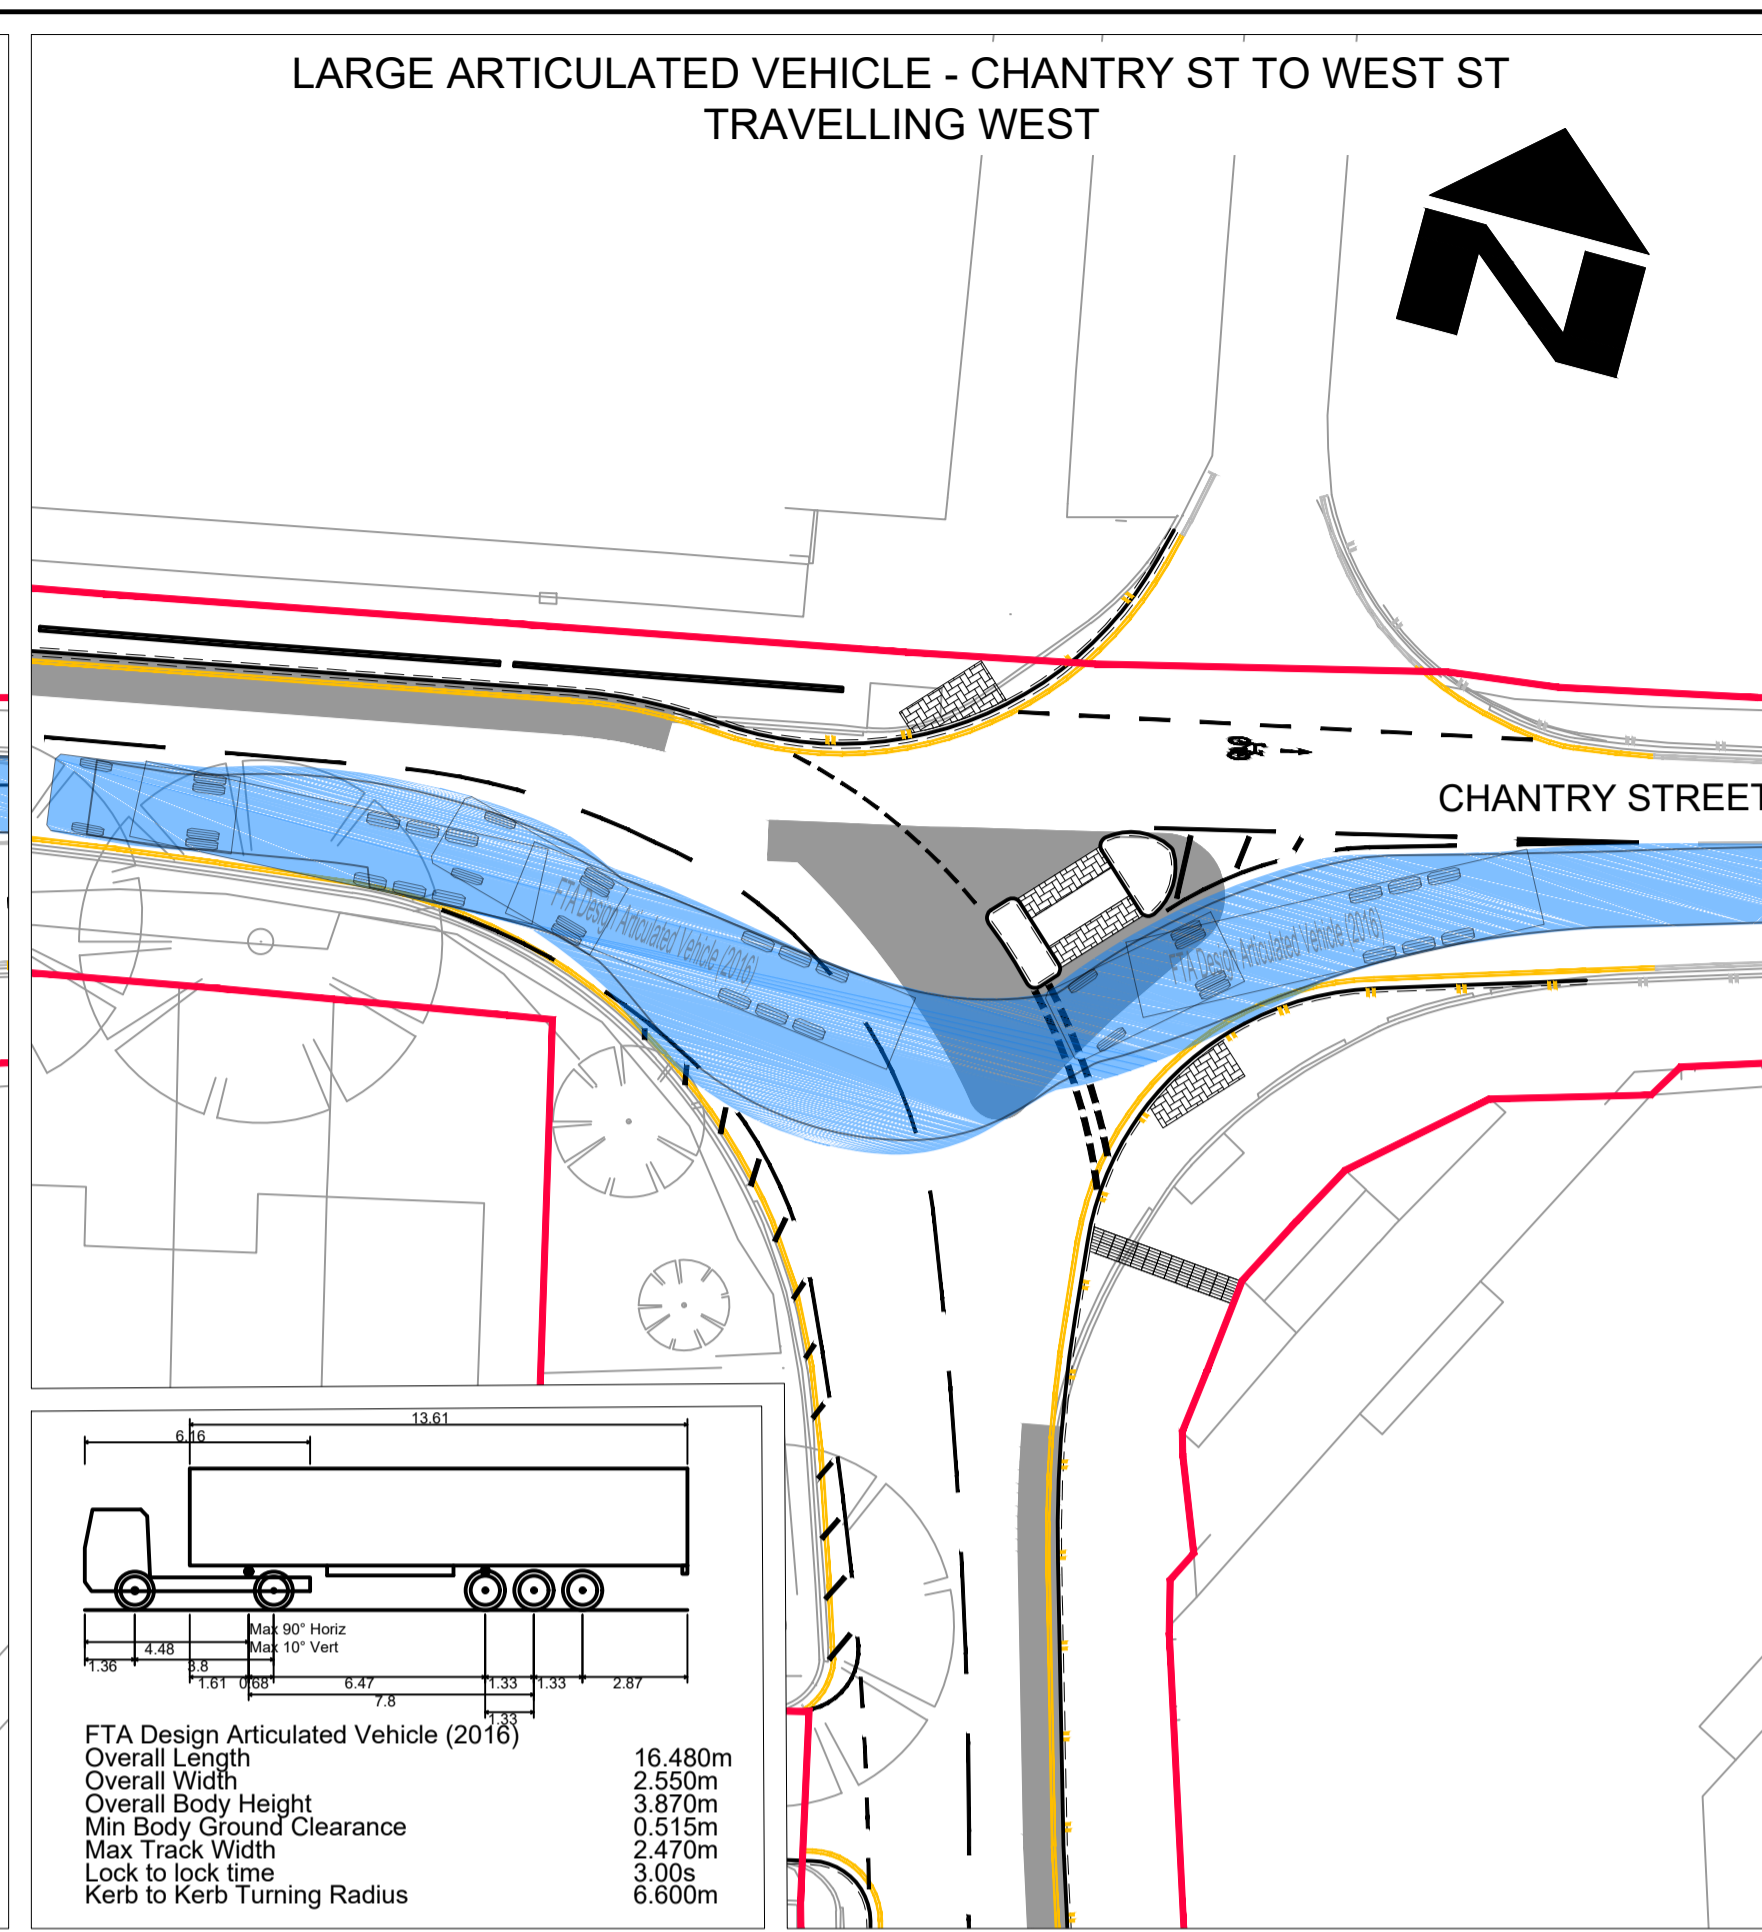 LARGE ARTICULATED VEHICLE - CHANTRY ST TO WEST ST
TRAVELLING WEST
N
CHANTRY STREET
FTA Design Articulated Vehicle (2016)
FTA Design Articulated Vehicle (2016)
13.61
6.16
Max 90° Horiz
Max 10° Vert
4.48
1.36
3.8
1.61 0.68 6.47 1.33 1.33 2.87
7.8
1.33
FTA Design Articulated Vehicle (2016)
Overall Length 16.480m
Overall Width 2.550m
Overall Body Height 3.870m
Min Body Ground Clearance 0.515m
Max Track Width 2.470m
Lock to lock time 3.00s
Kerb to Kerb Turning Radius 6.600m